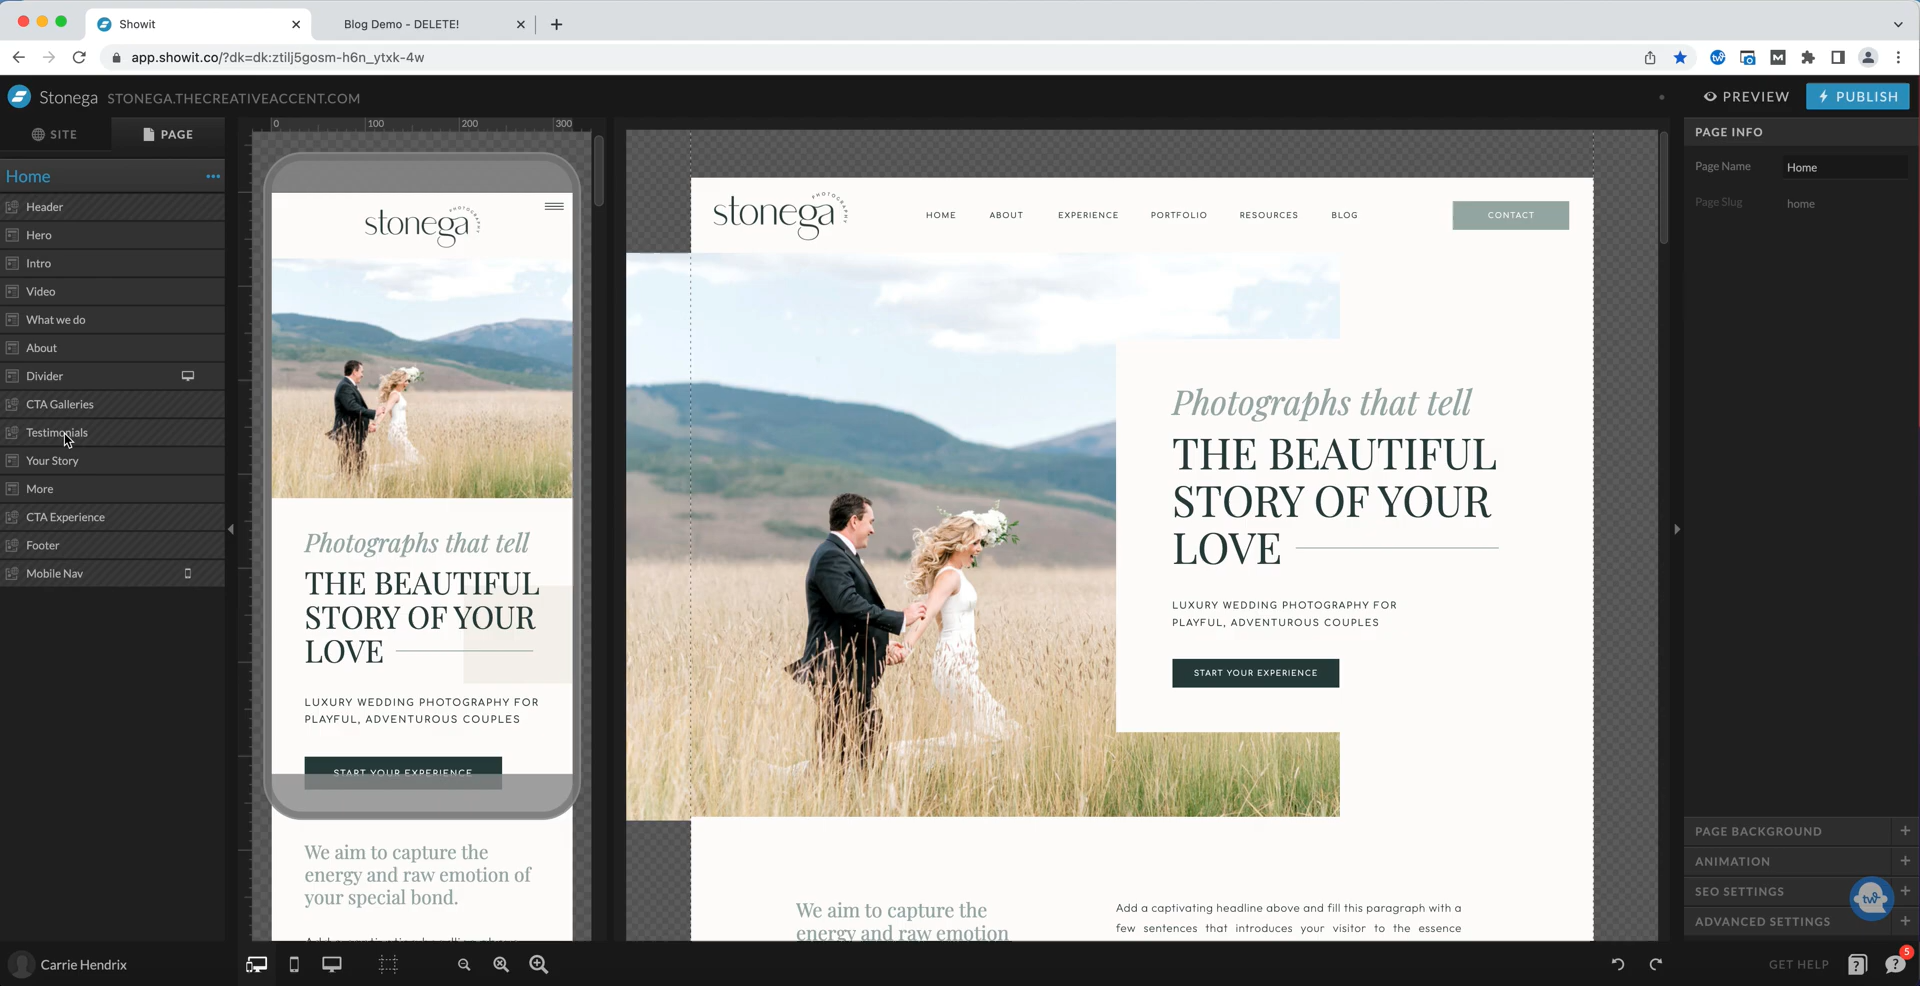 Showit
Blog Demo - DELETE!
app.showit.co/?dk=dk:ztilj5gosm-h6n_ytxk-4w
Stonega STONEGA.THECREATIVEACCENT.COM
PREVIEW
PUBLISH
SITE
PAGE
Home
Header
Hero
Intro
Video
What we do
About
Divider
CTA Galleries
Testimonials
Your Story
More
CTA Experience
Footer
Mobile Nav
Carrie Hendrix
0 100 200 300
stonega
PHOTOGRAPHY
Photographs that tell
THE BEAUTIFUL
STORY OF YOUR
LOVE
LUXURY WEDDING PHOTOGRAPHY FOR
PLAYFUL, ADVENTUROUS COUPLES
START YOUR EXPERIENCE
We aim to capture the
energy and raw emotion of
your special bond.
stonega
PHOTOGRAPHY
HOME ABOUT EXPERIENCE PORTFOLIO RESOURCES BLOG
CONTACT
Photographs that tell
THE BEAUTIFUL
STORY OF YOUR
LOVE
LUXURY WEDDING PHOTOGRAPHY FOR
PLAYFUL, ADVENTUROUS COUPLES
START YOUR EXPERIENCE
We aim to capture the
energy and raw emotion
Add a captivating headline above and fill this paragraph with a
few sentences that introduces your visitor to the essence
PAGE INFO
Page Name Home
Page Slug home
PAGE BACKGROUND +
ANIMATION +
SEO SETTINGS +
ADVANCED SETTINGS +
tw
GET HELP
5